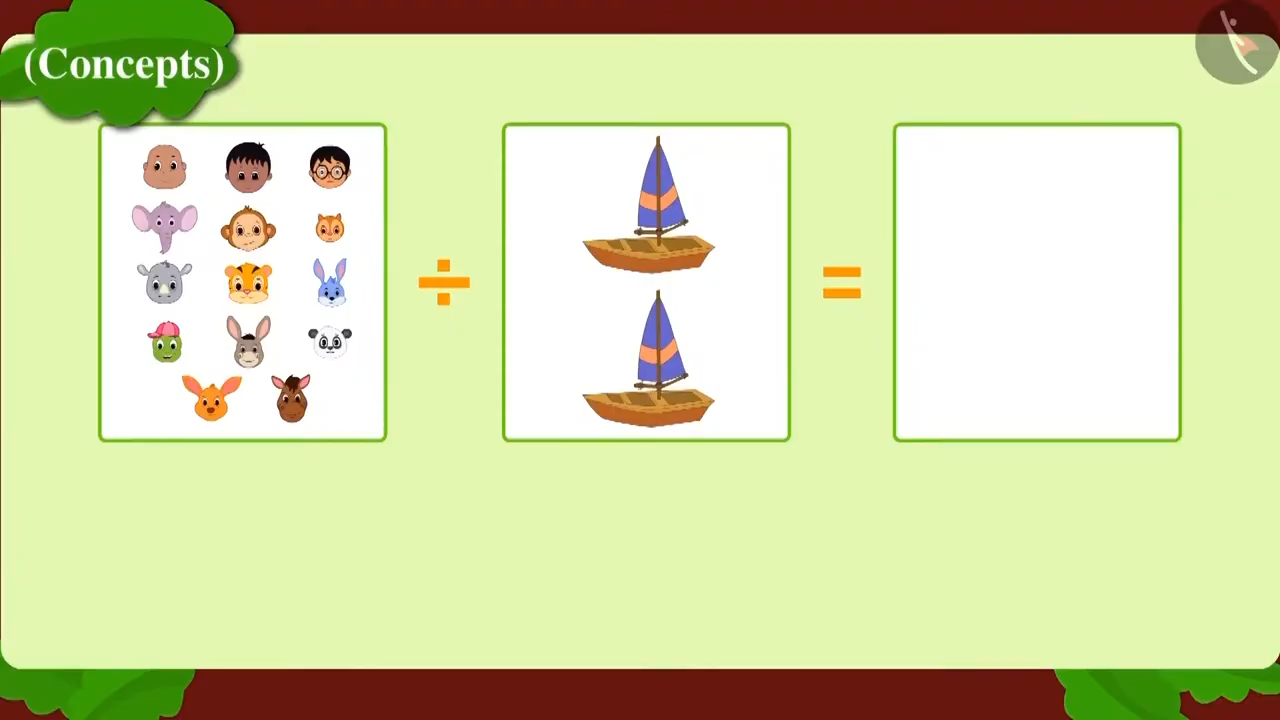 (Concepts)
÷ =